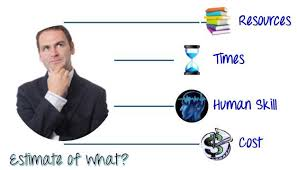 Resources
Times
Human Skill
Cost
Estimate of What?